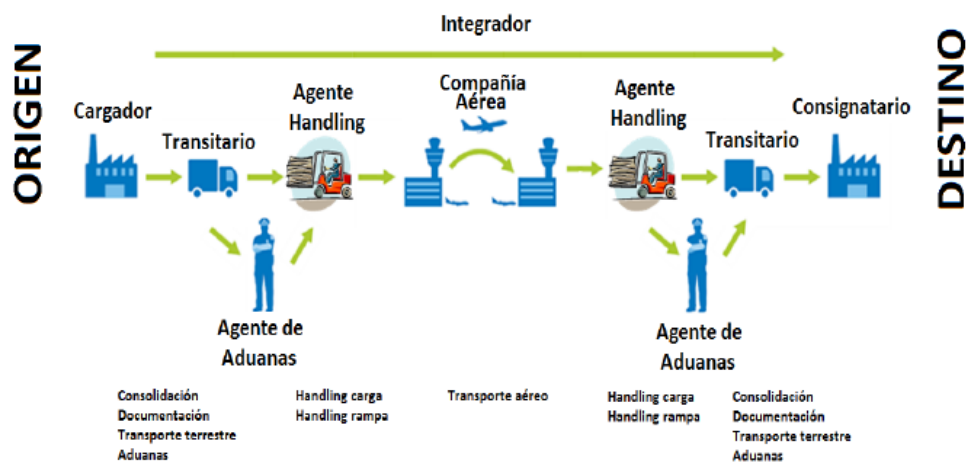 Integrador
ORIGEN
DESTINO
Cargador
Transitario
Agente
Handling
Compañía
Aérea
Agente
Handling
Transitario
Consignatario
Agente de
Aduanas
Agente de
Aduanas
Consolidación
Documentación
Transporte terrestre
Aduanas
Handling carga
Handling rampa
Transporte aéreo
Handling carga
Handling rampa
Consolidación
Documentación
Transporte terrestre
Aduanas